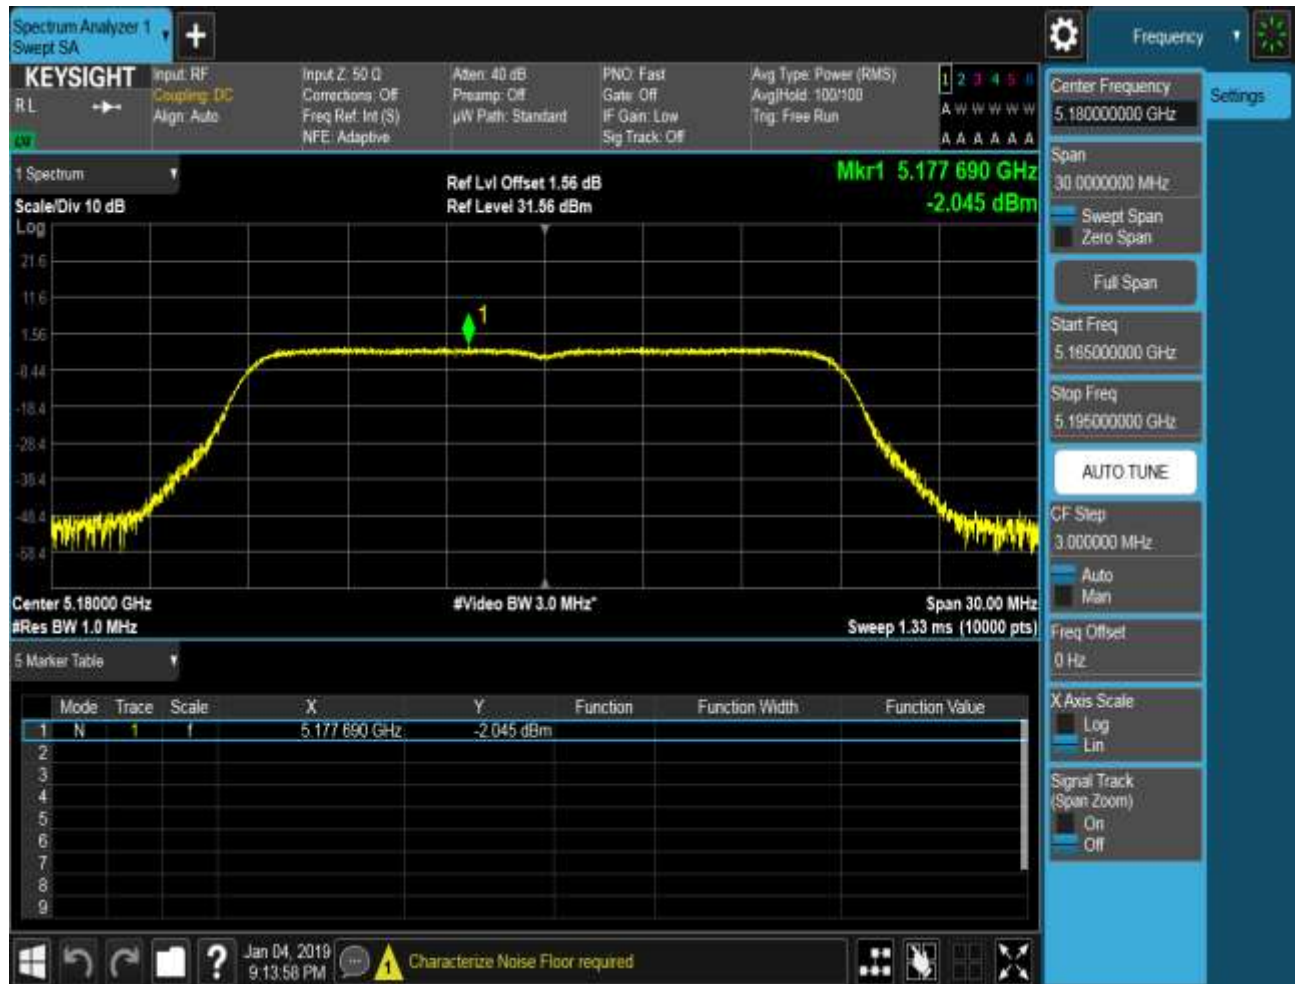 Spectrum Analyzer 1
Swept SA
+
Frequency
KEYSIGHT
R L
Input: RF
Coupling: DC
Align: Auto
Input Z: 50 Ω
Corrections: Off
Freq Ref: Int (S)
NFE: Adaptive
Atten: 40 dB
Preamp: Off
µW Path: Standard
PNO: Fast
Gate: Off
IF Gain: Low
Sig Track: Off
Avg Type: Power (RMS)
Avg|Hold: 100/100
Trig: Free Run
1 2 3 4 5 6
A W W W W W
A A A A A A
1 Spectrum
Scale/Div 10 dB
Ref Lvl Offset 1.56 dB
Ref Level 31.56 dBm
Mkr1 5.177 690 GHz
-2.045 dBm
Log
21.6
11.6
1.56
-8.44
-18.4
-28.4
-38.4
-48.4
-58.4
1
Center 5.18000 GHz
#Res BW 1.0 MHz
#Video BW 3.0 MHz*
Span 30.00 MHz
Sweep 1.33 ms (10000 pts)
5 Marker Table
Mode Trace Scale X Y Function Function Width Function Value
1 N 1 f 5.177 690 GHz -2.045 dBm
2
3
4
5
6
7
8
9
Center Frequency
5.180000000 GHz
Settings
Span
30.0000000 MHz
Swept Span
Zero Span
Full Span
Start Freq
5.165000000 GHz
Stop Freq
5.195000000 GHz
AUTO TUNE
CF Step
3.000000 MHz
Auto
Man
Freq Offset
0 Hz
X Axis Scale
Log
Lin
Signal Track
(Span Zoom)
On
Off
?
Jan 04, 2019
9:13:58 PM
1
Characterize Noise Floor required